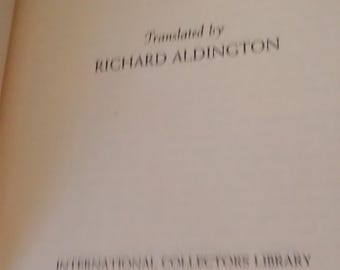 Translated by
RICHARD ALDINGTON
INTERNATIONAL COLLECTORS LIBRARY